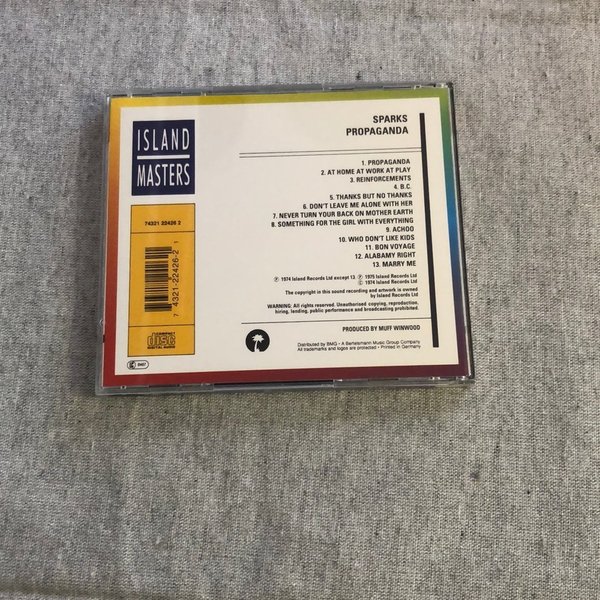 ISLAND
MASTERS
74321 22426 2
7 4321-22426-2 1
COMPACT
disc
DIGITAL AUDIO
BIEM
SPARKS
PROPAGANDA
1. PROPAGANDA
2. AT HOME AT WORK AT PLAY
3. REINFORCEMENTS
4. B.C.
5. THANKS BUT NO THANKS
6. DON'T LEAVE ME ALONE WITH HER
7. NEVER TURN YOUR BACK ON MOTHER EARTH
8. SOMETHING FOR THE GIRL WITH EVERYTHING
9. ACHOO
10. WHO DON'T LIKE KIDS
11. BON VOYAGE
12. ALABAMY RIGHT
13. MARRY ME
℗ 1974 Island Records Ltd except 13. ℗ 1975 Island Records Ltd
© 1974 Island Records Ltd
The copyright in this sound recording and artwork is owned
by Island Records Ltd
WARNING: All rights reserved. Unauthorised copying, reproduction,
hiring, lending, public performance and broadcasting prohibited.
PRODUCED BY MUFF WINWOOD
Distributed by BMG – A Bertelsmann Music Group Company
All trademarks and logos are protected • Printed in Germany